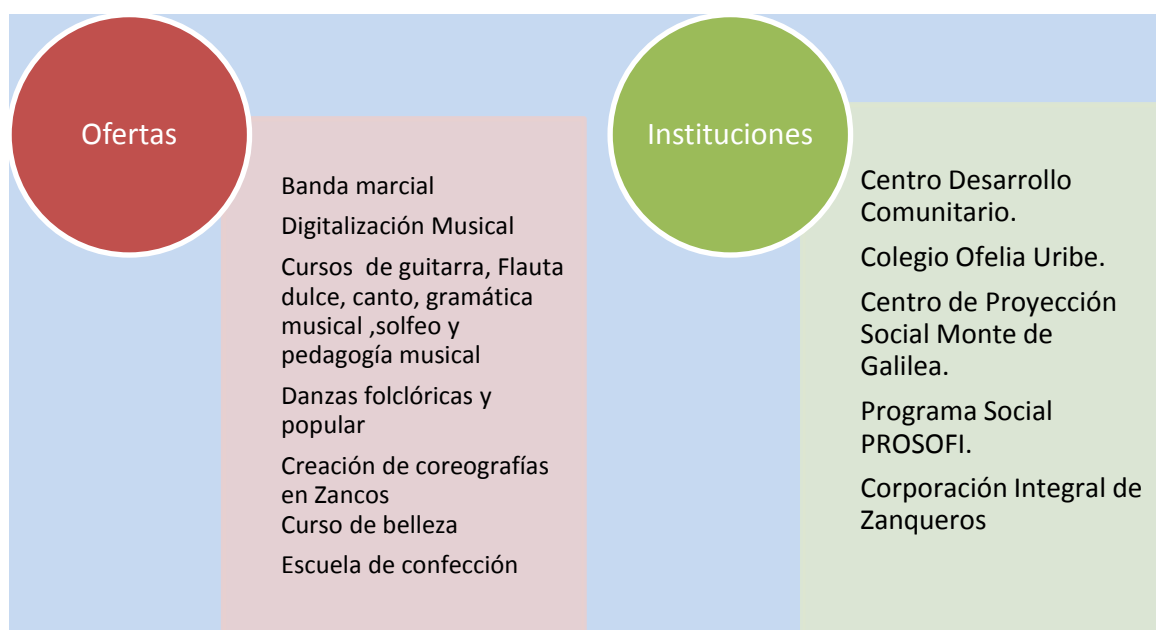 Ofertas
Banda marcial
Digitalización Musical
Cursos  de guitarra, Flauta
dulce, canto, gramática
musical ,solfeo y
pedagogía musical
Danzas folclóricas y
popular
Creación de coreografías
en Zancos
Curso de belleza
Escuela de confección
Instituciones
Centro Desarrollo
Comunitario.
Colegio Ofelia Uribe.
Centro de Proyección
Social Monte de
Galilea.
Programa Social
PROSOFI.
Corporación Integral de
Zanqueros